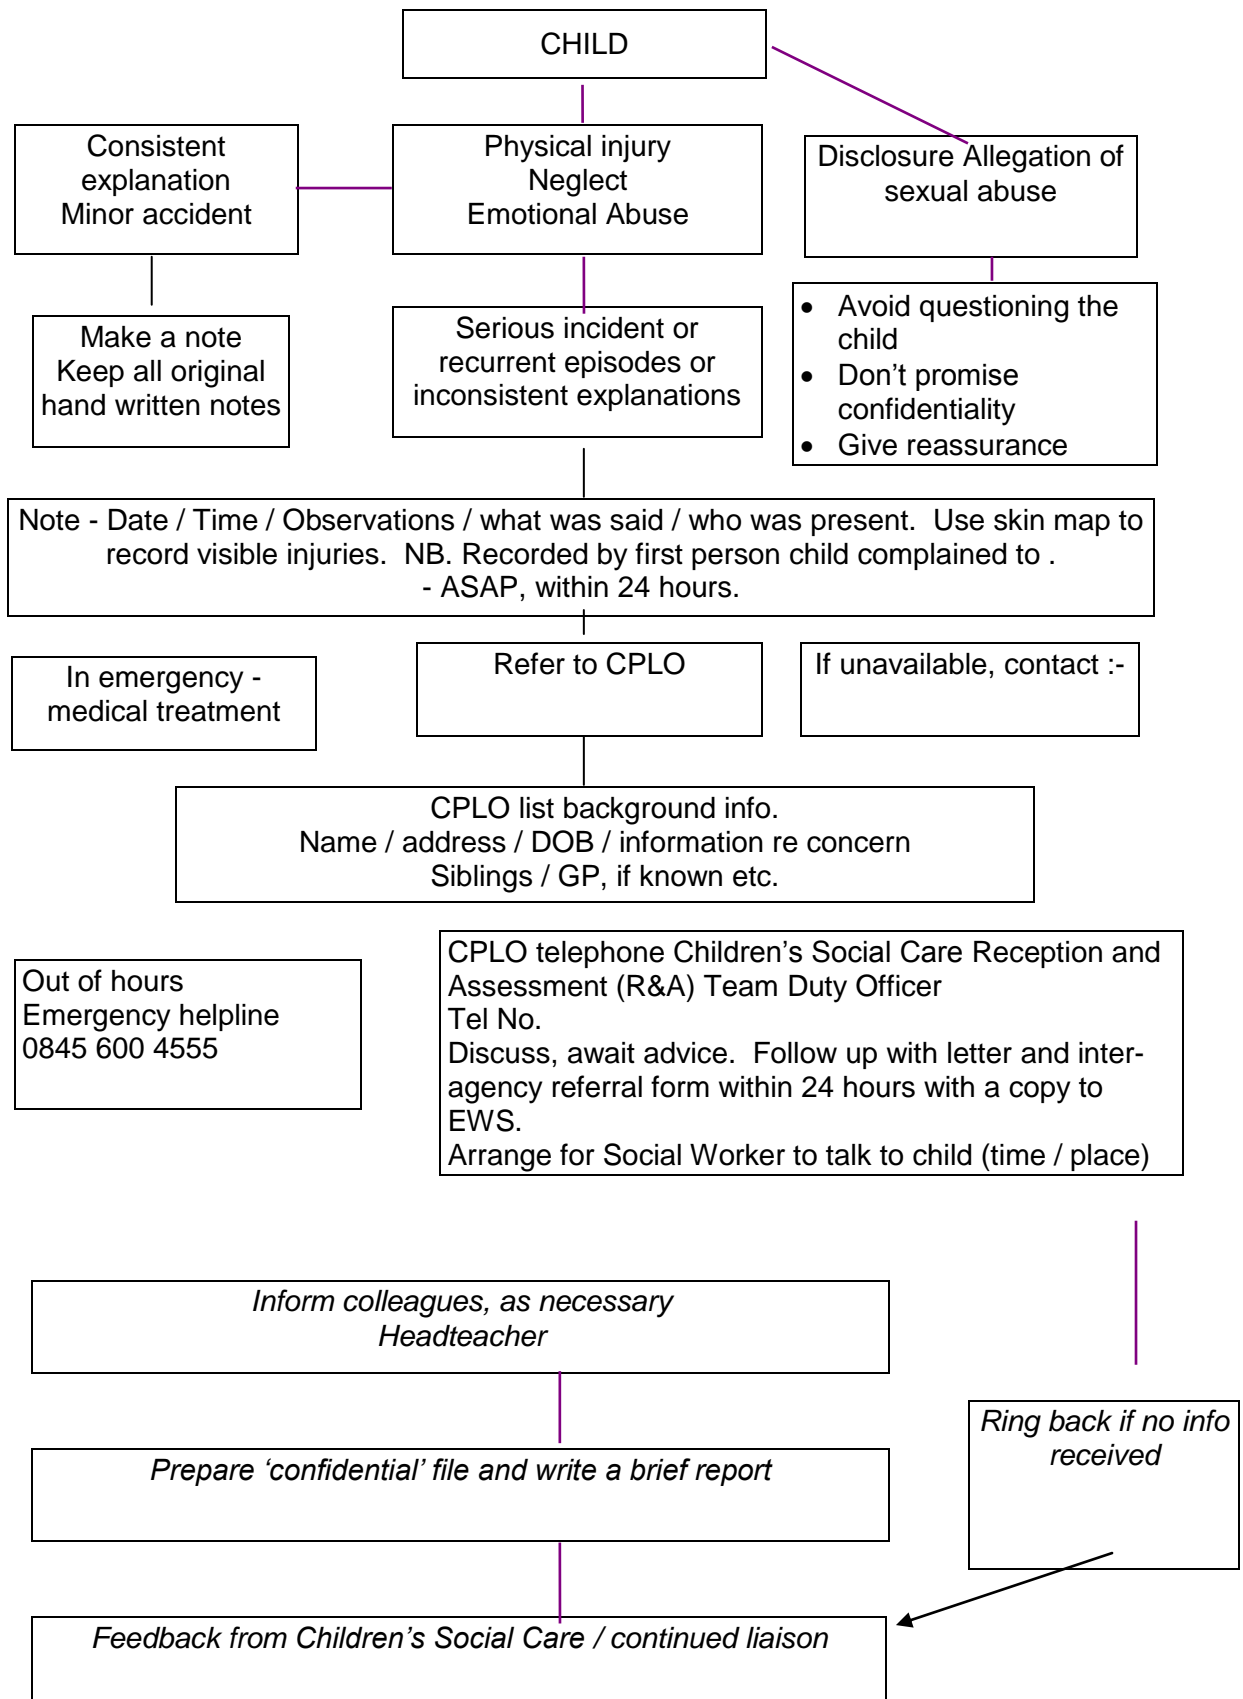 CHILD
Consistent
explanation
Minor accident
Physical injury
Neglect
Emotional Abuse
Disclosure Allegation of
sexual abuse
Make a note
Keep all original
hand written notes
Serious incident or
recurrent episodes or
inconsistent explanations
• Avoid questioning the
child
• Don't promise
confidentiality
• Give reassurance
Note - Date / Time / Observations / what was said / who was present.  Use skin map to
record visible injuries.  NB. Recorded by first person child complained to .
- ASAP, within 24 hours.
In emergency -
medical treatment
Refer to CPLO
If unavailable, contact :-
CPLO list background info.
Name / address / DOB / information re concern
Siblings / GP, if known etc.
Out of hours
Emergency helpline
0845 600 4555
CPLO telephone Children’s Social Care Reception and
Assessment (R&A) Team Duty Officer
Tel No.
Discuss, await advice.  Follow up with letter and inter-
agency referral form within 24 hours with a copy to
EWS.
Arrange for Social Worker to talk to child (time / place)
Inform colleagues, as necessary
Headteacher
Prepare ‘confidential’ file and write a brief report
Ring back if no info
received
Feedback from Children’s Social Care / continued liaison